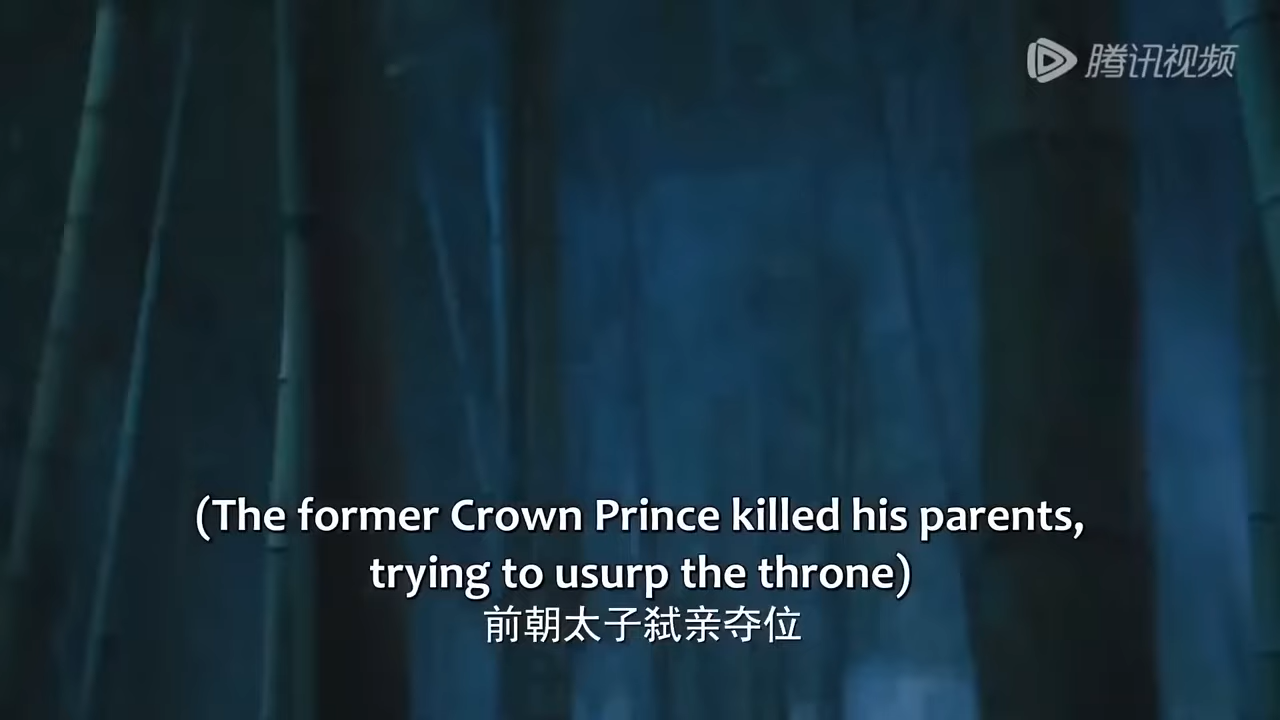 腾讯视频
(The former Crown Prince killed his parents,
trying to usurp the throne)
前朝太子弑亲夺位